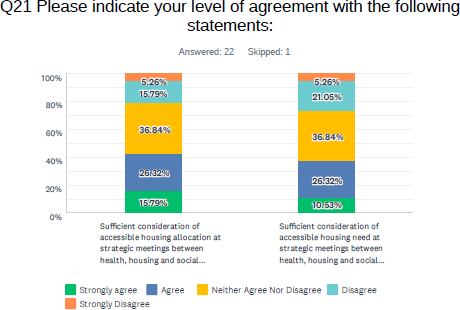 Q21 Please indicate your level of agreement with the following
statements:
Answered: 22 Skipped: 1
100%
80%
60%
40%
20%
0%
5.26%
15.79%
36.84%
26.32%
15.79%
5.26%
21.05%
36.84%
26.32%
10.53%
Sufficient consideration of
accessible housing allocation at
strategic meetings between
health, housing and social...
Sufficient consideration of
accessible housing need at
strategic meetings between
health, housing and social...
Strongly agree Agree Neither Agree Nor Disagree Disagree
Strongly Disagree